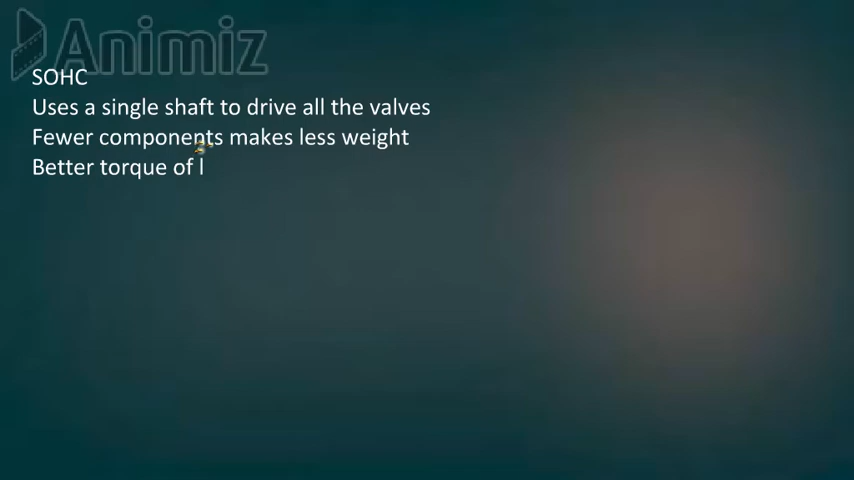 Animiz
SOHC
Uses a single shaft to drive all the valves
Fewer components makes less weight
Better torque of l